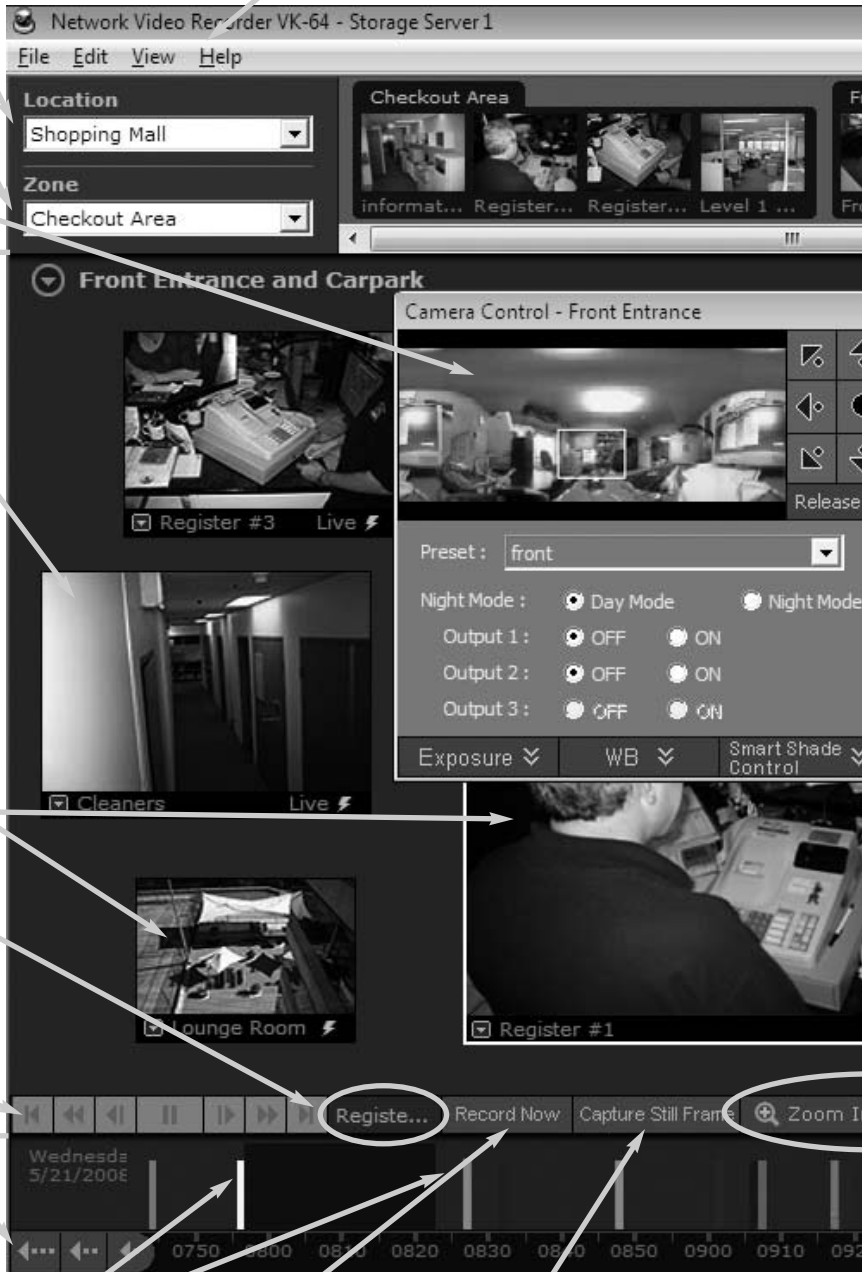 Network Video Recorder VK-64 - Storage Server 1
File Edit View Help
Location
Shopping Mall
Zone
Checkout Area
Checkout Area
informat... Register... Register... Level 1 ...
Front Entrance and Carpark
Camera Control - Front Entrance
Release
Preset : front
Night Mode : Day Mode Night Mode
Output 1 : OFF ON
Output 2 : OFF ON
Output 3 : OFF ON
Exposure WB Smart Shade
Control
Register #3 Live
Cleaners Live
Lounge Room
Register #1
Registe... Record Now Capture Still Frame Zoom
Wednesda
5/21/2008
0750 0800 0810 0820 0830 0840 0850 0900 0910